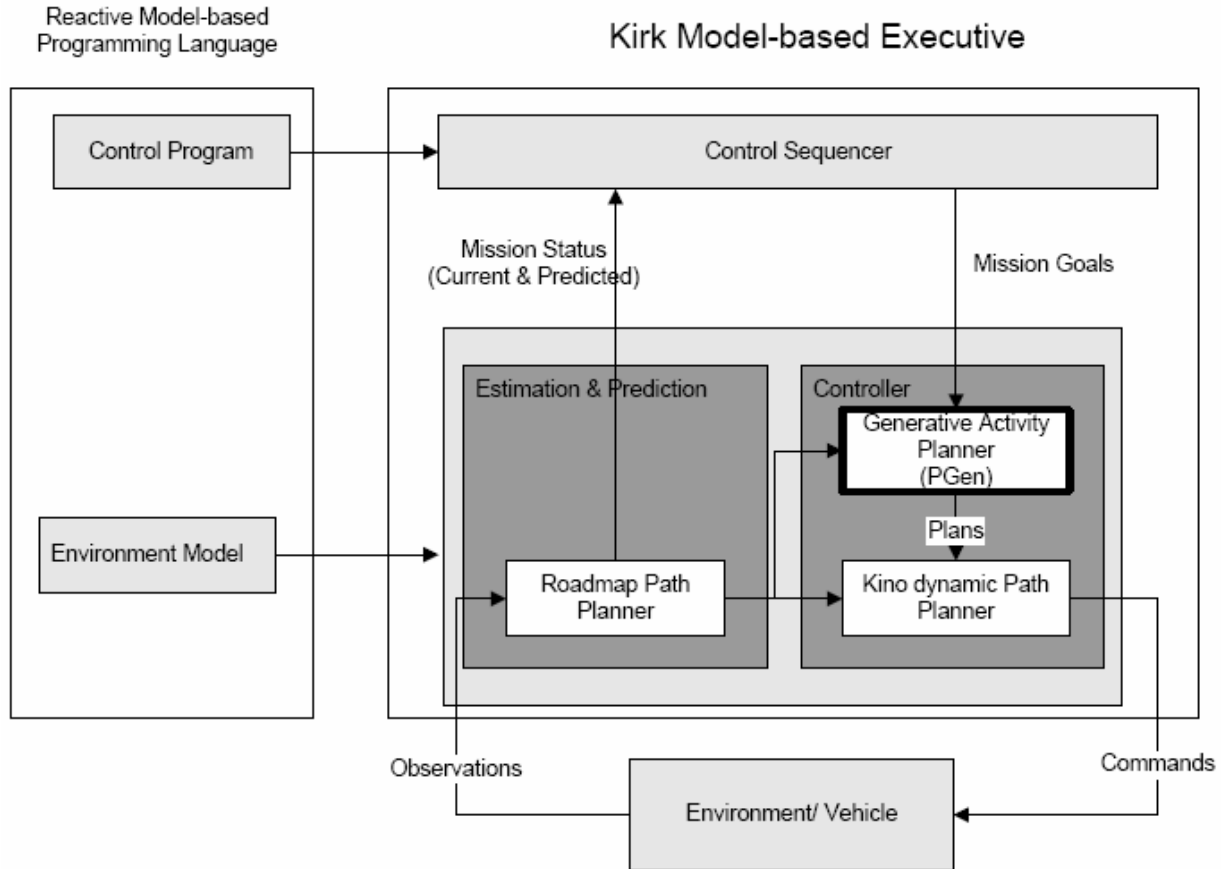 Reactive Model-based
Programming Language
Kirk Model-based Executive
Control Program
Control Sequencer
Mission Status
(Current & Predicted)
Mission Goals
Estimation & Prediction
Controller
Generative Activity
Planner
(PGen)
Plans
Environment Model
Roadmap Path
Planner
Kino dynamic Path
Planner
Observations
Commands
Environment/ Vehicle